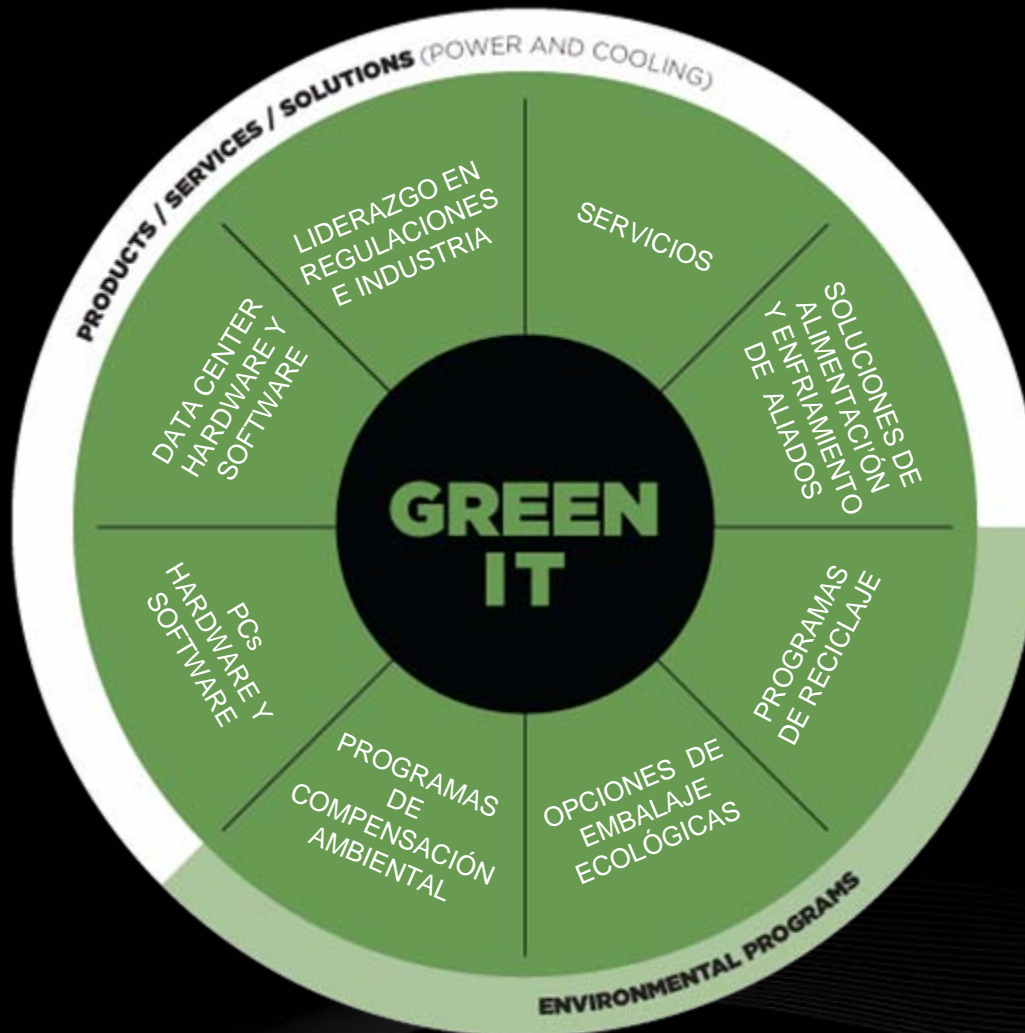 PRODUCTS / SERVICES / SOLUTIONS (POWER AND COOLING)
LIDERAZGO EN
REGULACIONES
E INDUSTRIA
SERVICIOS
SOLUCIONES DE
ALIMENTACI'ÓN
Y ENFRIAMIENTO
DE ALIADOS
PROGRAMAS
DE RECICLAJE
OPCIONES DE
EMBALAJE
ECOLÓGICAS
PROGRAMAS
DE
COMPENSACIÓN
AMBIENTAL
PCs
HARDWARE Y
SOFTWARE
DATA CENTER
HARDWARE Y
SOFTWARE
GREEN
IT
ENVIRONMENTAL PROGRAMS